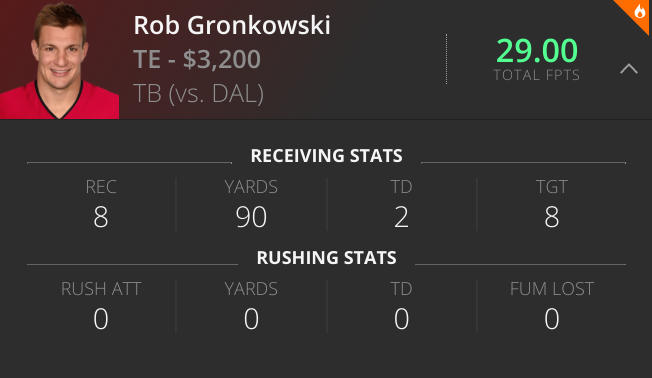 Rob Gronkowski
TE - $3,200
TB (vs. DAL)
29.00
TOTAL FPTS
RECEIVING STATS
REC YARDS TD TGT
8 90 2 8
RUSHING STATS
RUSH ATT YARDS TD FUM LOST
0 0 0 0